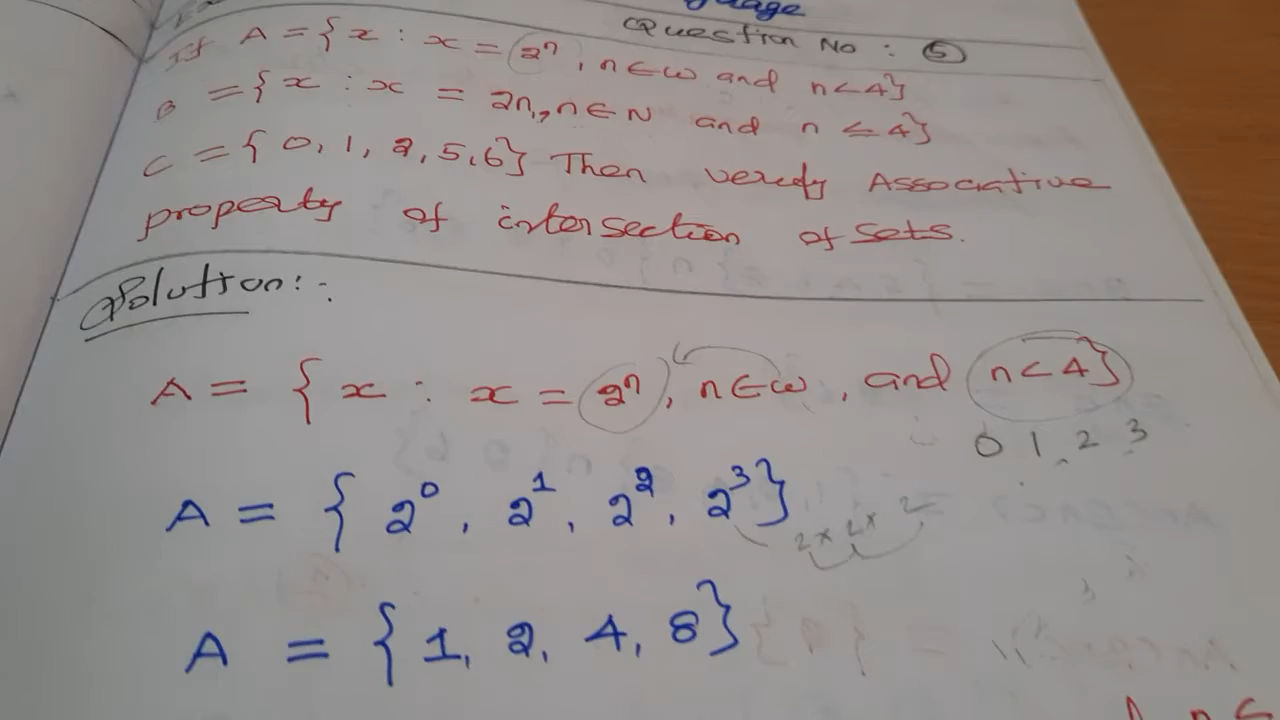 Question No : 5
If A = {x : x = 2ⁿ, n ∈ ω and n < 4}
B = {x : x = 2n, n ∈ N and n ≤ 4}
C = {0, 1, 2, 5, 6} Then verify Associative
property of intersection of sets.
Solution:-
A = { x : x = 2ⁿ, n ∈ ω, and n < 4}
0 1 2 3
A = { 2⁰, 2¹, 2², 2³}
2 × 2 × 2
A = {1, 2, 4, 8}